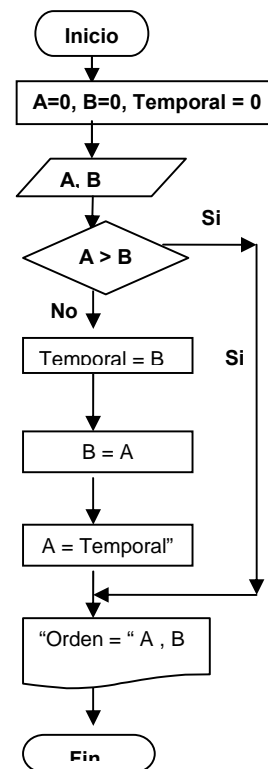 Inicio
A=0, B=0, Temporal = 0
A, B
Si
A > B
No
Temporal = B
Si
B = A
A = Temporal”
“Orden = “ A , B
Fin